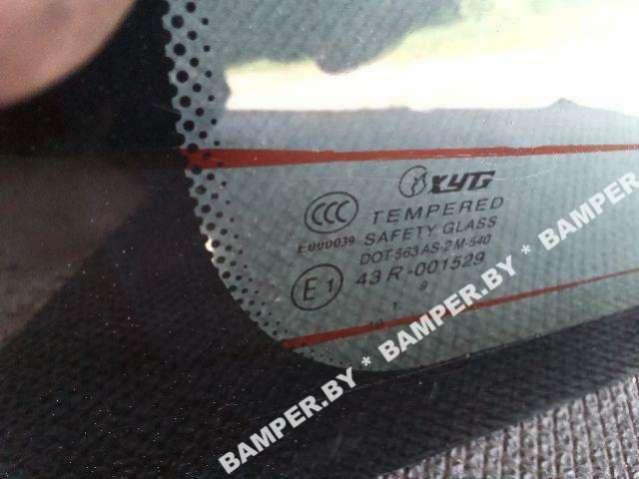 XYG
CCC
TEMPERED
E000039
SAFETY GLASS
DOT-563 AS-2 M-540
E1
43 R-001529
9
BAMPER.BY * BAMPER.BY * BAMPER.